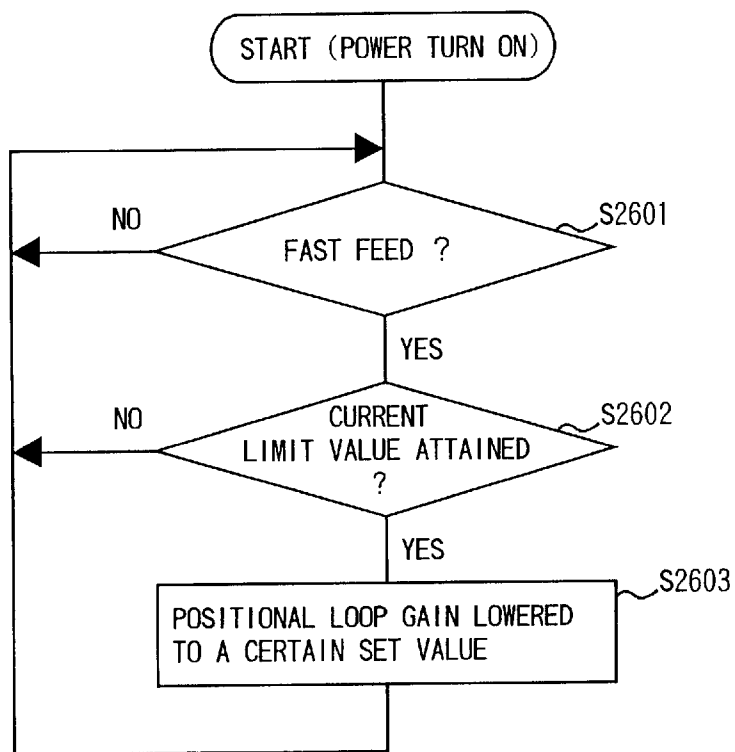 START (POWER TURN ON)
NO
FAST FEED ?
S2601
YES
NO
CURRENT
LIMIT VALUE ATTAINED
?
S2602
YES
S2603
POSITIONAL LOOP GAIN LOWERED
TO A CERTAIN SET VALUE